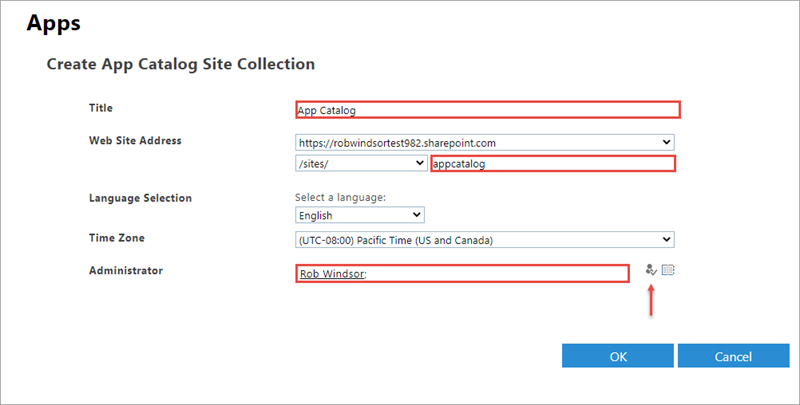 Apps
Create App Catalog Site Collection
Title
App Catalog
Web Site Address
https://robwindsortest982.sharepoint.com
/sites/ appcatalog
Language Selection
Select a language:
English
Time Zone
(UTC-08:00) Pacific Time (US and Canada)
Administrator
Rob Windsor;
OK Cancel